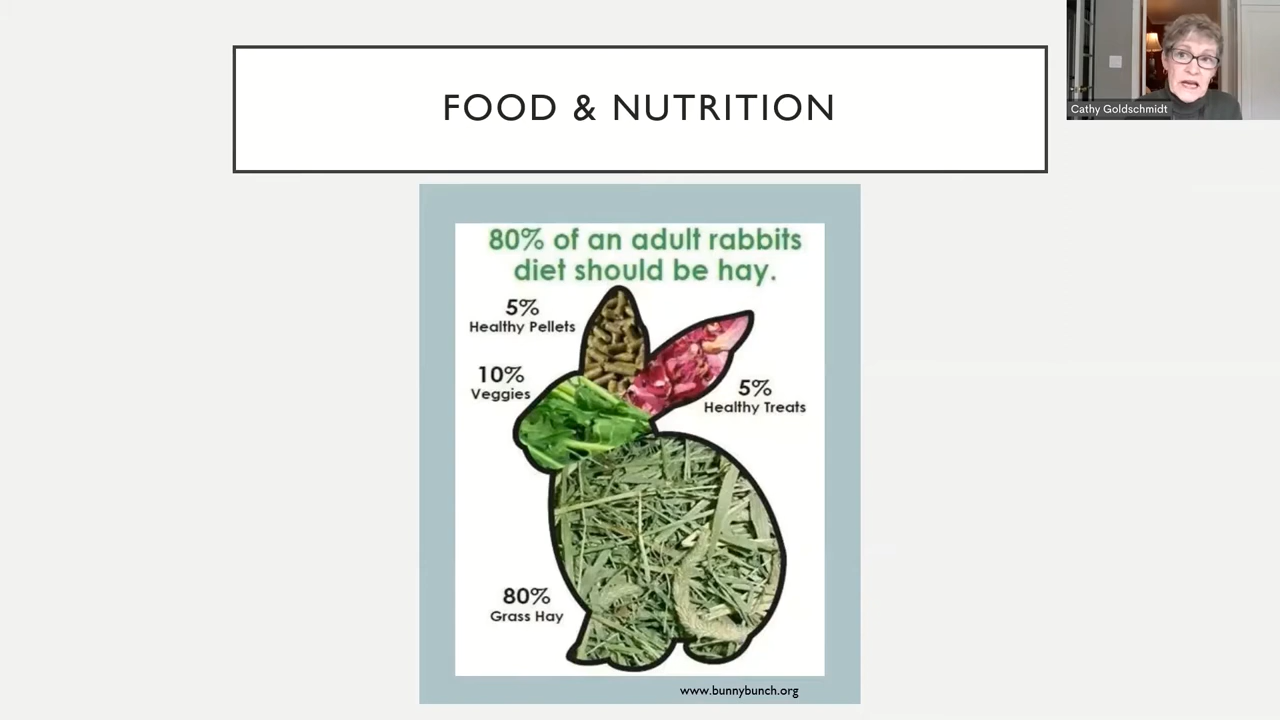 FOOD & NUTRITION
Cathy Goldschmidt
80% of an adult rabbits
diet should be hay.
5%
Healthy Pellets
10%
Veggies
5%
Healthy Treats
80%
Grass Hay
www.bunnybunch.org